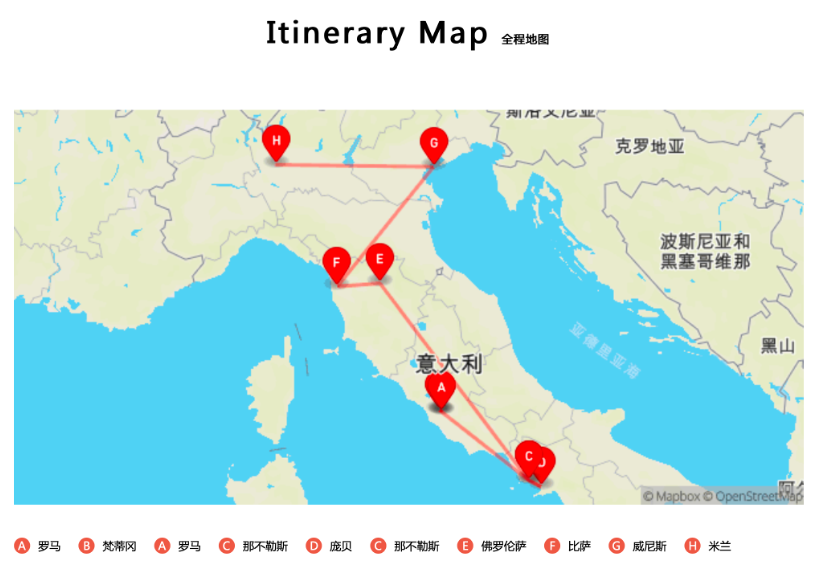 Itinerary Map 全程地图
斯洛文尼亚
克罗地亚
H
G
波斯尼亚和
黑塞哥维那
F
E
亚得里亚海
黑山
意大利
A
C
D
© Mapbox © OpenStreetMap
A 罗马 B 梵蒂冈 A 罗马 C 那不勒斯 D 庞贝 C 那不勒斯 E 佛罗伦萨 F 比萨 G 威尼斯 H 米兰